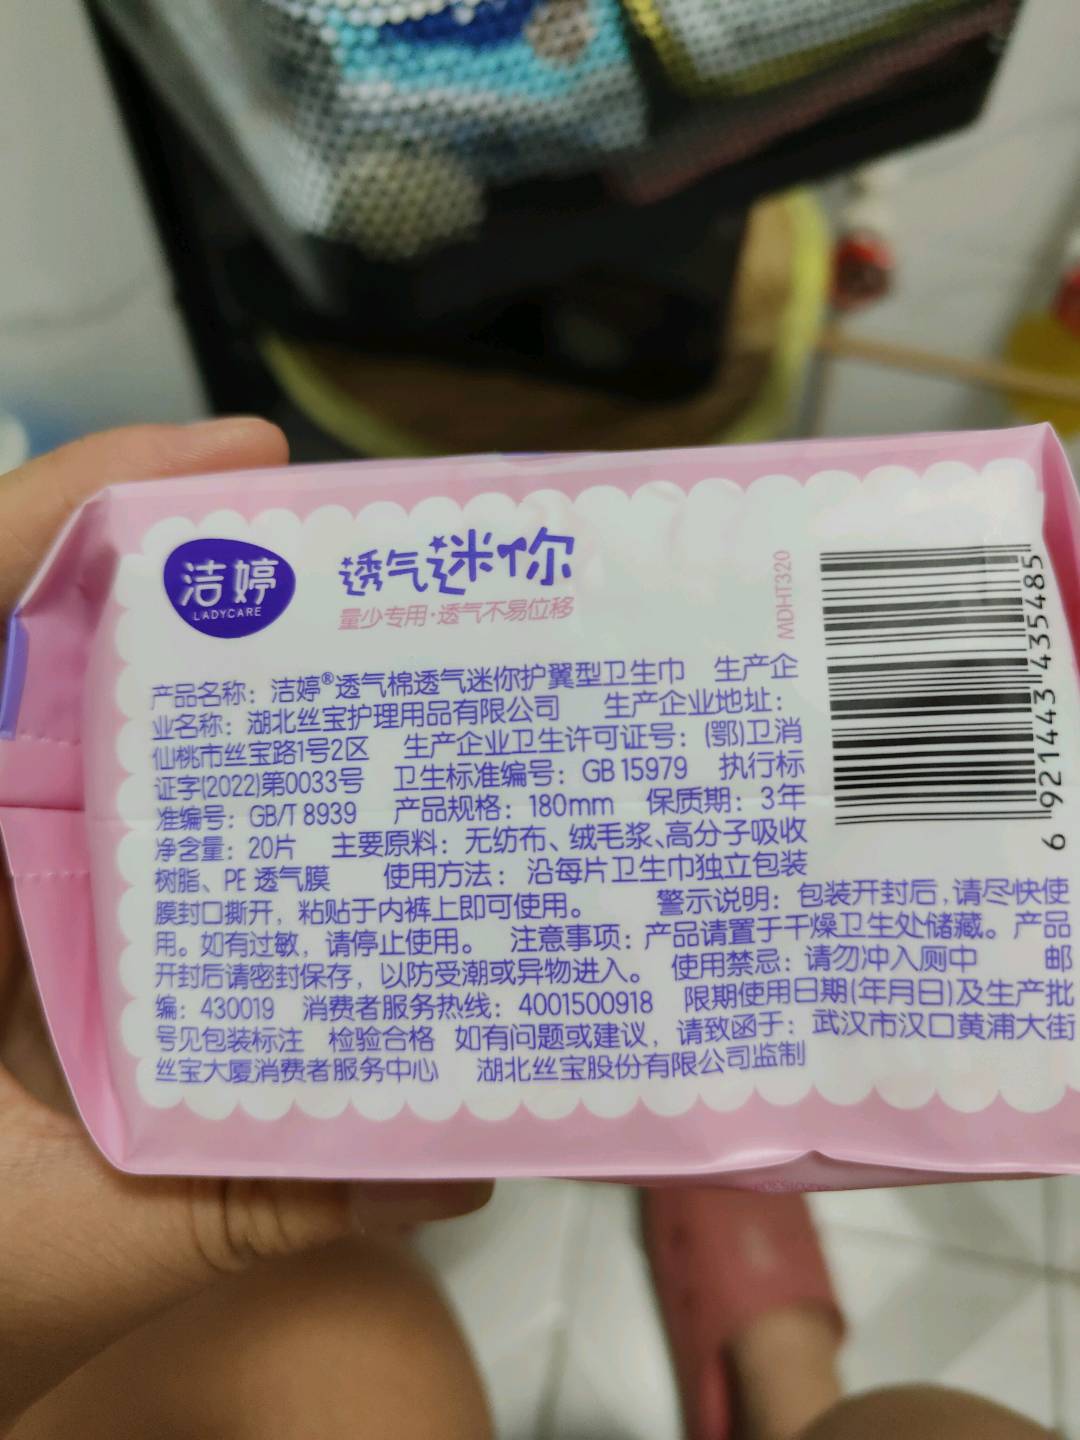 洁婷
LADYCARE
透气迷你
量少专用·透气不易位移
MDHT320
产品名称：洁婷®透气棉透气迷你护翼型卫生巾 生产企
业名称：湖北丝宝护理用品有限公司 生产企业地址：
仙桃市丝宝路1号2区 生产企业卫生许可证号：(鄂)卫消
证字(2022)第0033号 卫生标准编号：GB 15979 执行标
准编号：GB/T 8939 产品规格：180mm 保质期：3年
净含量：20片 主要原料：无纺布、绒毛浆、高分子吸收
树脂、PE 透气膜 使用方法：沿每片卫生巾独立包装
膜封口撕开，粘贴于内裤上即可使用。 警示说明：包装开封后,请尽快使
用。如有过敏，请停止使用。 注意事项：产品请置于干燥卫生处储藏。产品
开封后请密封保存，以防受潮或异物进入。 使用禁忌：请勿冲入厕中 邮
编：430019 消费者服务热线：4001500918 限期使用日期(年月日)及生产批
号见包装标注 检验合格 如有问题或建议，请致函于：武汉市汉口黄浦大街
丝宝大厦消费者服务中心 湖北丝宝股份有限公司监制
6 921443 435485